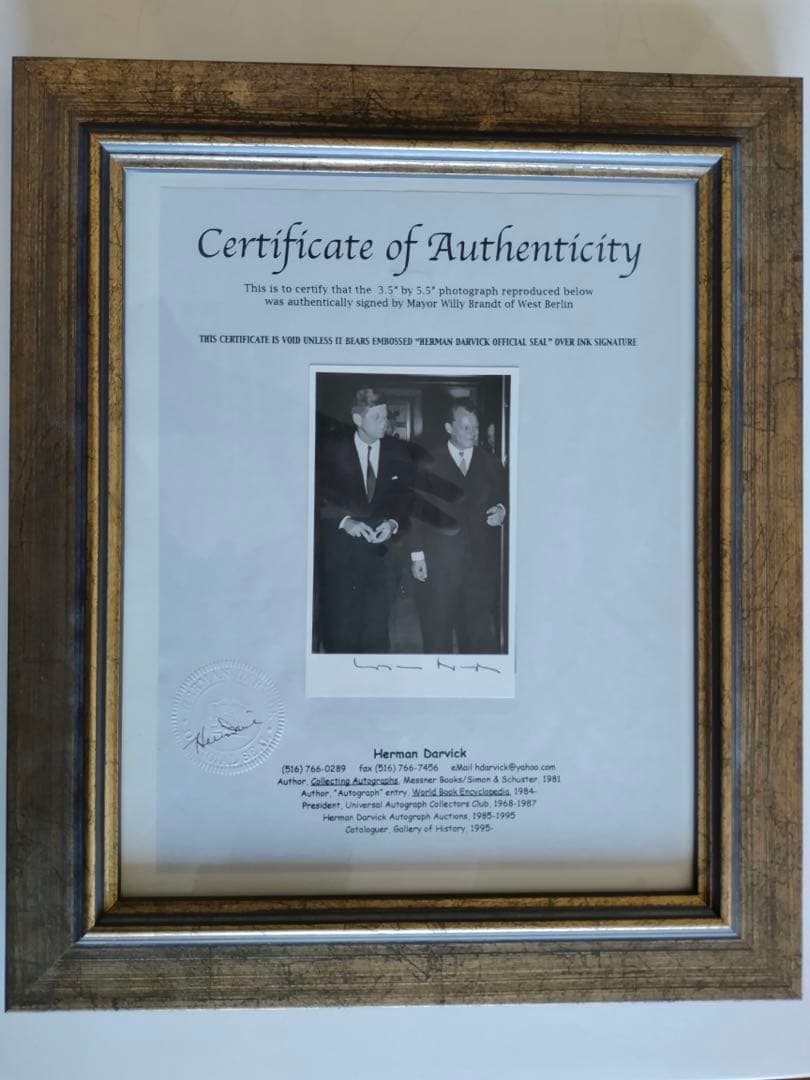 Certificate of Authenticity
This is to certify that the 3.5" by 5.5" photograph reproduced below
was authentically signed by Mayor Willy Brandt of West Berlin
THIS CERTIFICATE IS VOID UNLESS IT BEARS EMBOSSED "HERMAN DARVICK OFFICIAL SEAL" OVER INK SIGNATURE
Herman Darvick
(516) 766-0289 fax (516) 766-7456 eMail hdarvick@yahoo.com
Author, Collecting Autographs, Messner Books/Simon & Schuster, 1981
Author, "Autograph" entry, World Book Encyclopedia, 1984-
President, Universal Autograph Collectors Club, 1968-1987
Herman Darvick Autograph Auctions, 1985-1995
Cataloguer, Gallery of History, 1995-